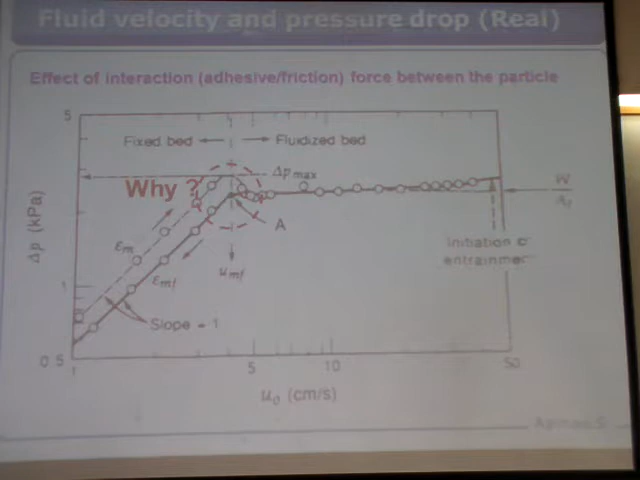 Fluid velocity and pressure drop (Real)
Effect of interaction (adhesive/friction) force between the particle
5
Fixed bed
Fluidized bed
Δp max
Why ?
W
A
εm
Initiation
entrainmen
εmf
umf
Δp (kPa)
1
Slope = 1
0.5
1
5
10
50
u0 (cm/s)